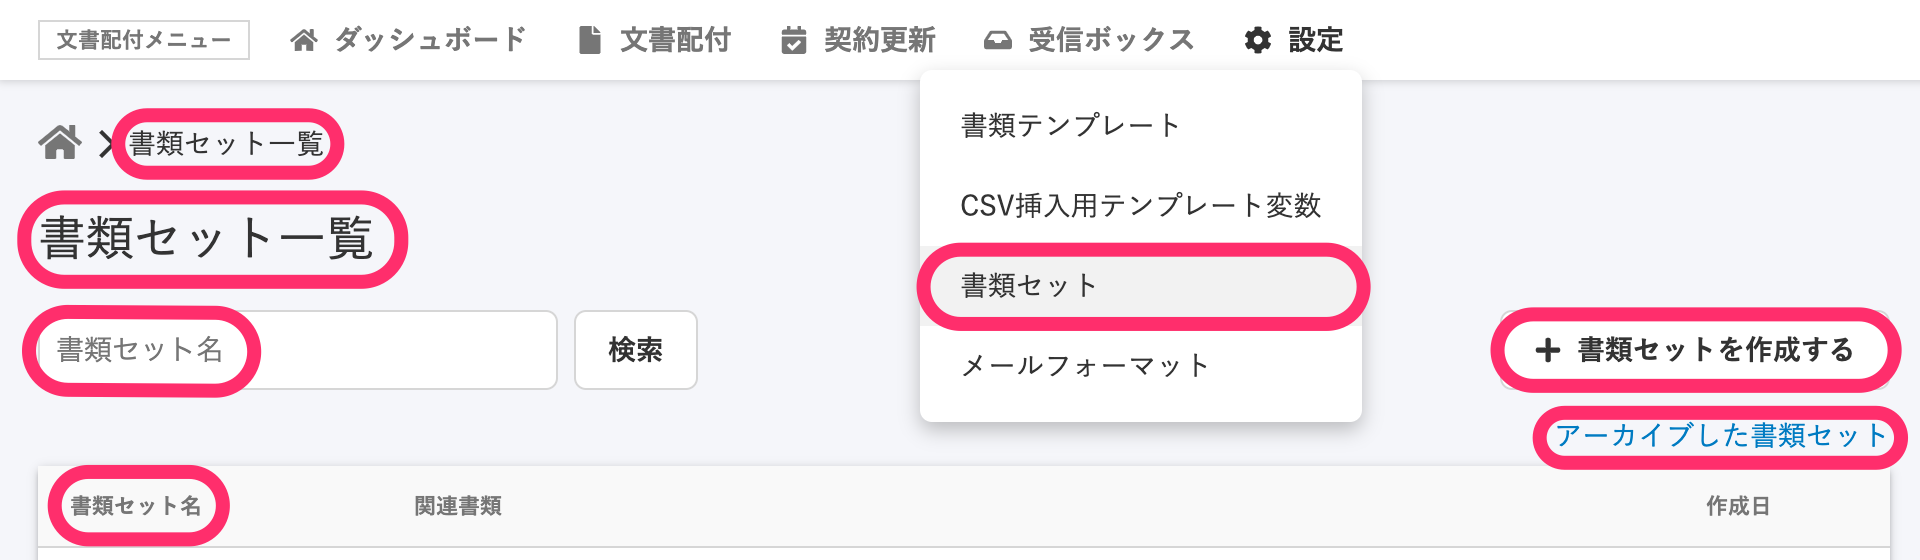 文書配付メニュー ダッシュボード 文書配付 契約更新 受信ボックス 設定
書類セット一覧
書類セット一覧
書類セット名 検索
書類テンプレート
CSV挿入用テンプレート変数
書類セット
メールフォーマット
書類セットを作成する
アーカイブした書類セット
書類セット名 関連書類 作成日